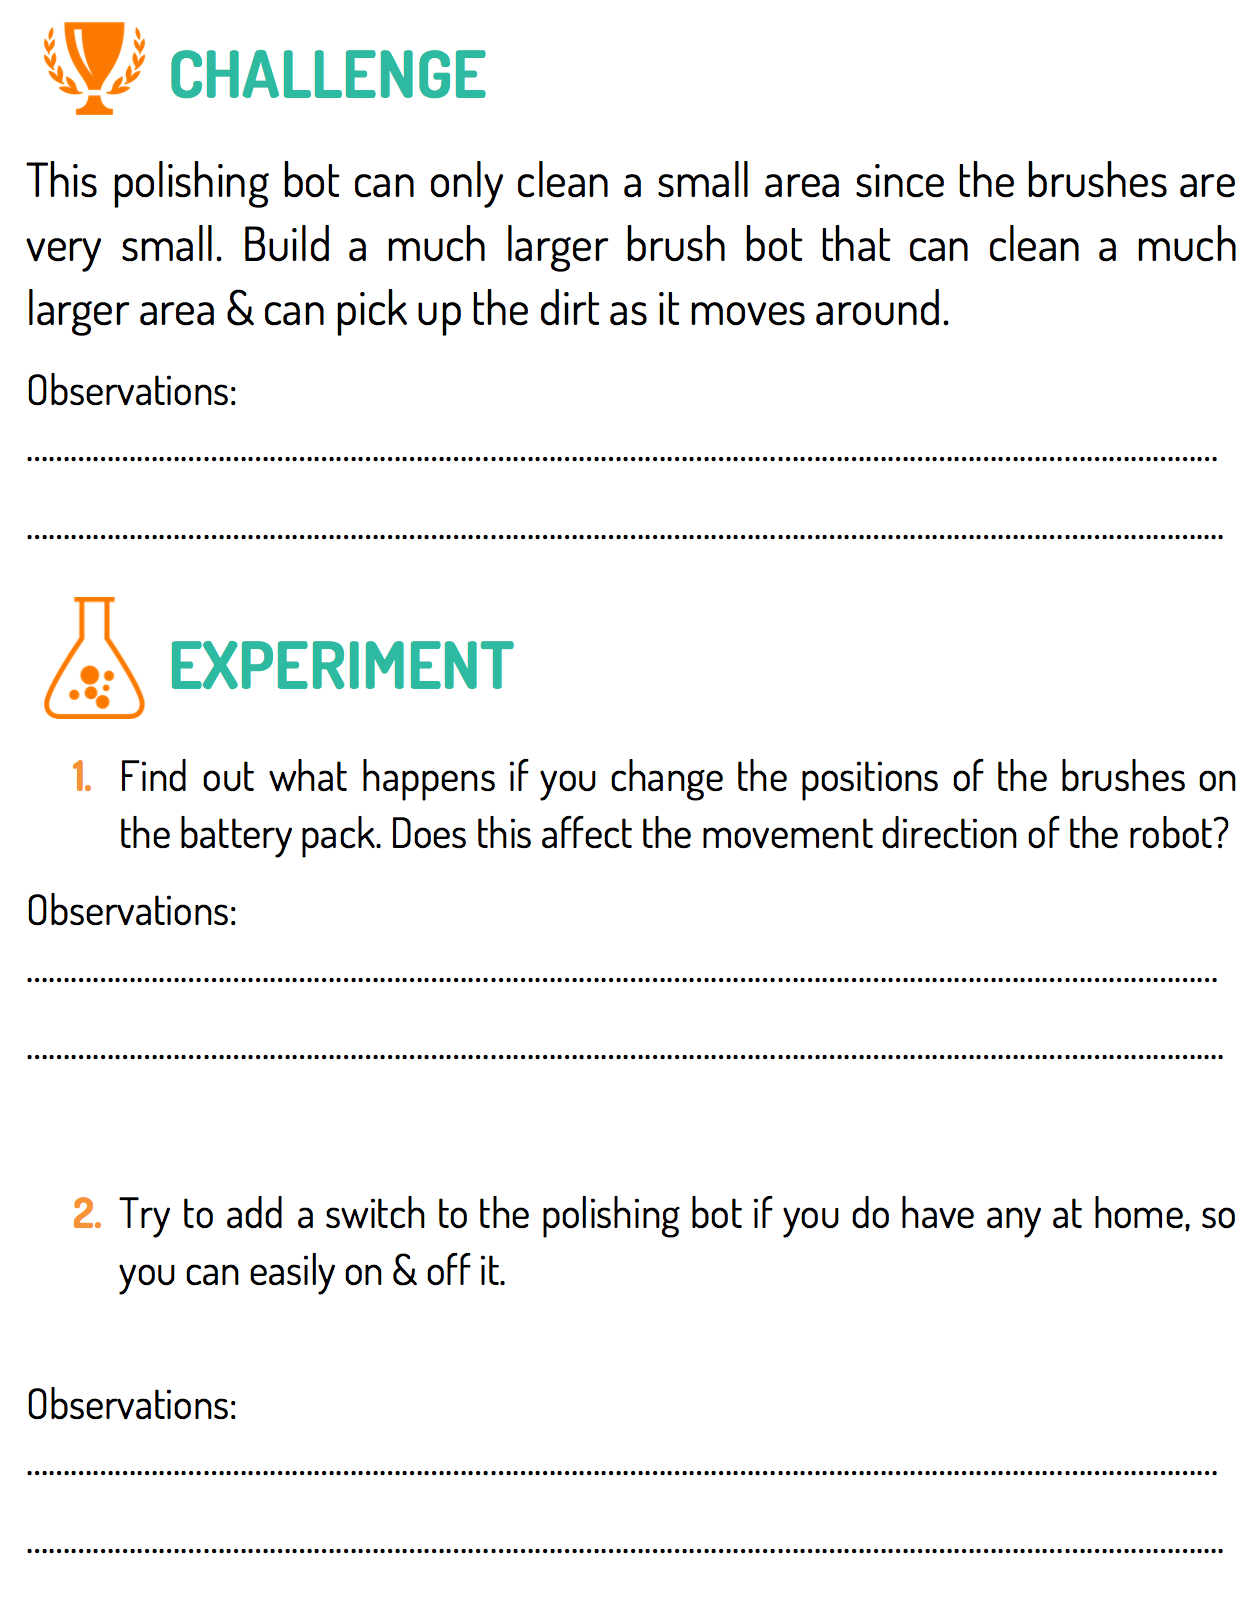 CHALLENGE
This polishing bot can only clean a small area since the brushes are
very small. Build a much larger brush bot that can clean a much
larger area & can pick up the dirt as it moves around.
Observations:
EXPERIMENT
1. Find out what happens if you change the positions of the brushes on
the battery pack. Does this affect the movement direction of the robot?
Observations:
2. Try to add a switch to the polishing bot if you do have any at home, so
you can easily on & off it.
Observations: